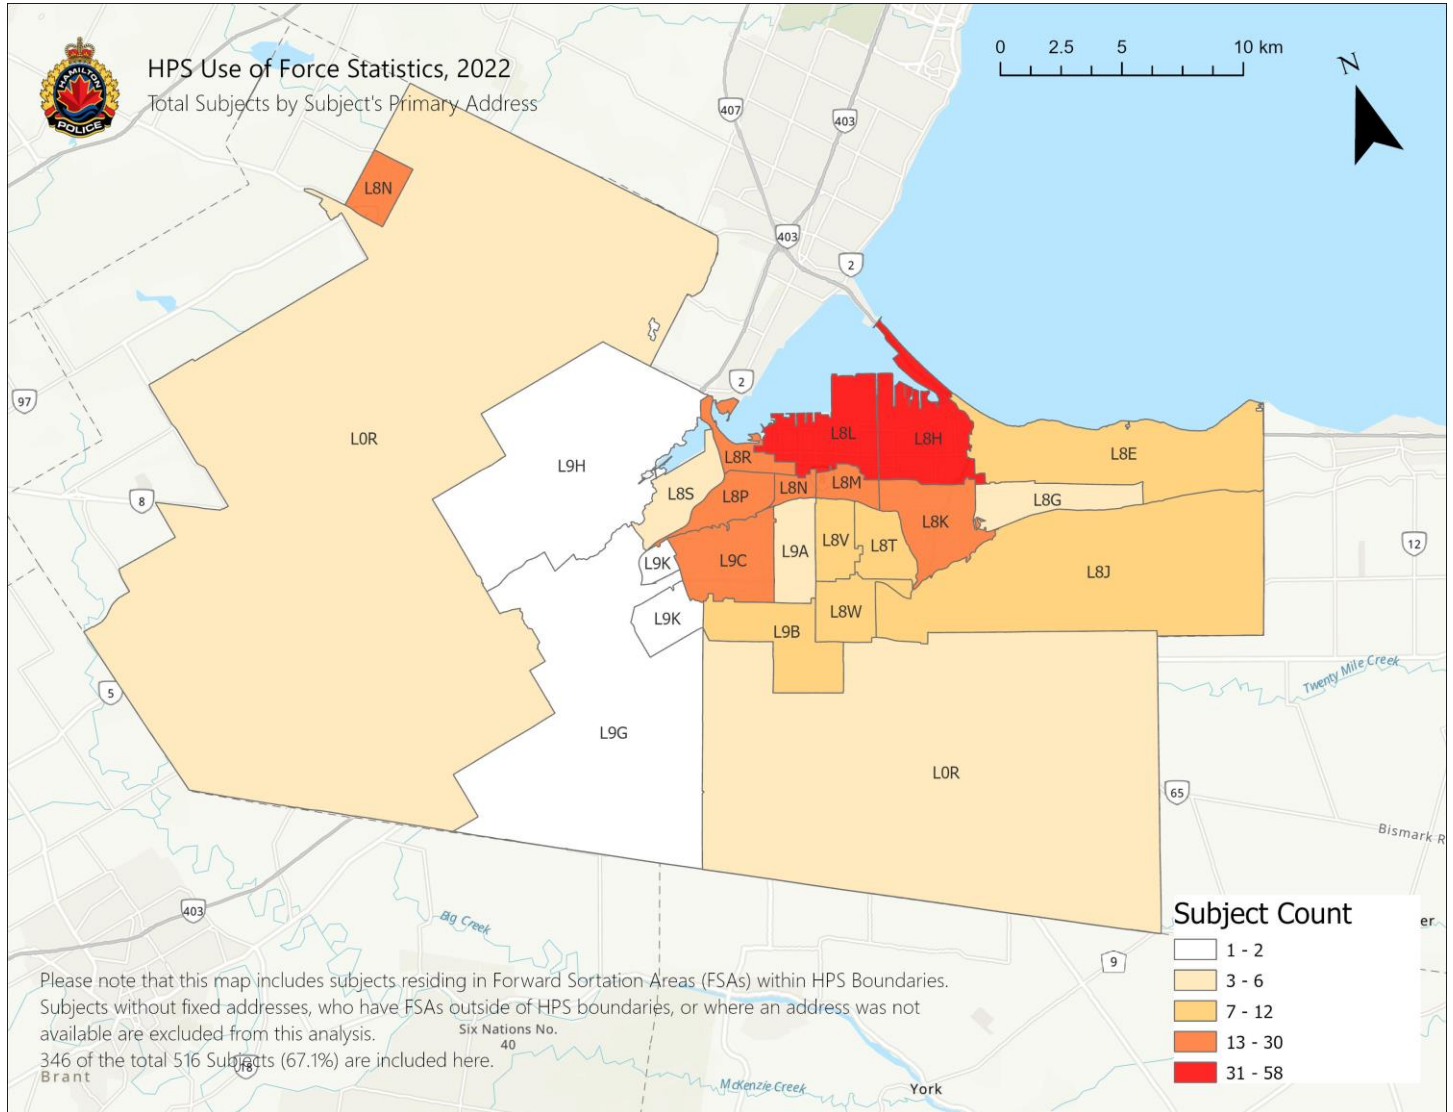 HAMILTON
POLICE
HPS Use of Force Statistics, 2022
Total Subjects by Subject's Primary Address
0 2.5 5 10 km
N
407
403
403
2
L8N
97
2
L0R
L9H
L8L
L8H
L8R
L8E
8
L8S
L8P
L8N
L8M
L8G
L8K
12
L9K
L9C
L9A
L8V
L8T
L8J
L9K
L9B
L8W
5
Twenty Mile Creek
L9G
L0R
65
Bismark R
403
Big Creek
9
er
Subject Count
1 - 2
3 - 6
7 - 12
13 - 30
31 - 58
Please note that this map includes subjects residing in Forward Sortation Areas (FSAs) within HPS Boundaries.
Subjects without fixed addresses, who have FSAs outside of HPS boundaries, or where an address was not
available are excluded from this analysis.
346 of the total 516 Subjects (67.1%) are included here.
Six Nations No.
40
18
Brant
McKenzie Creek
York